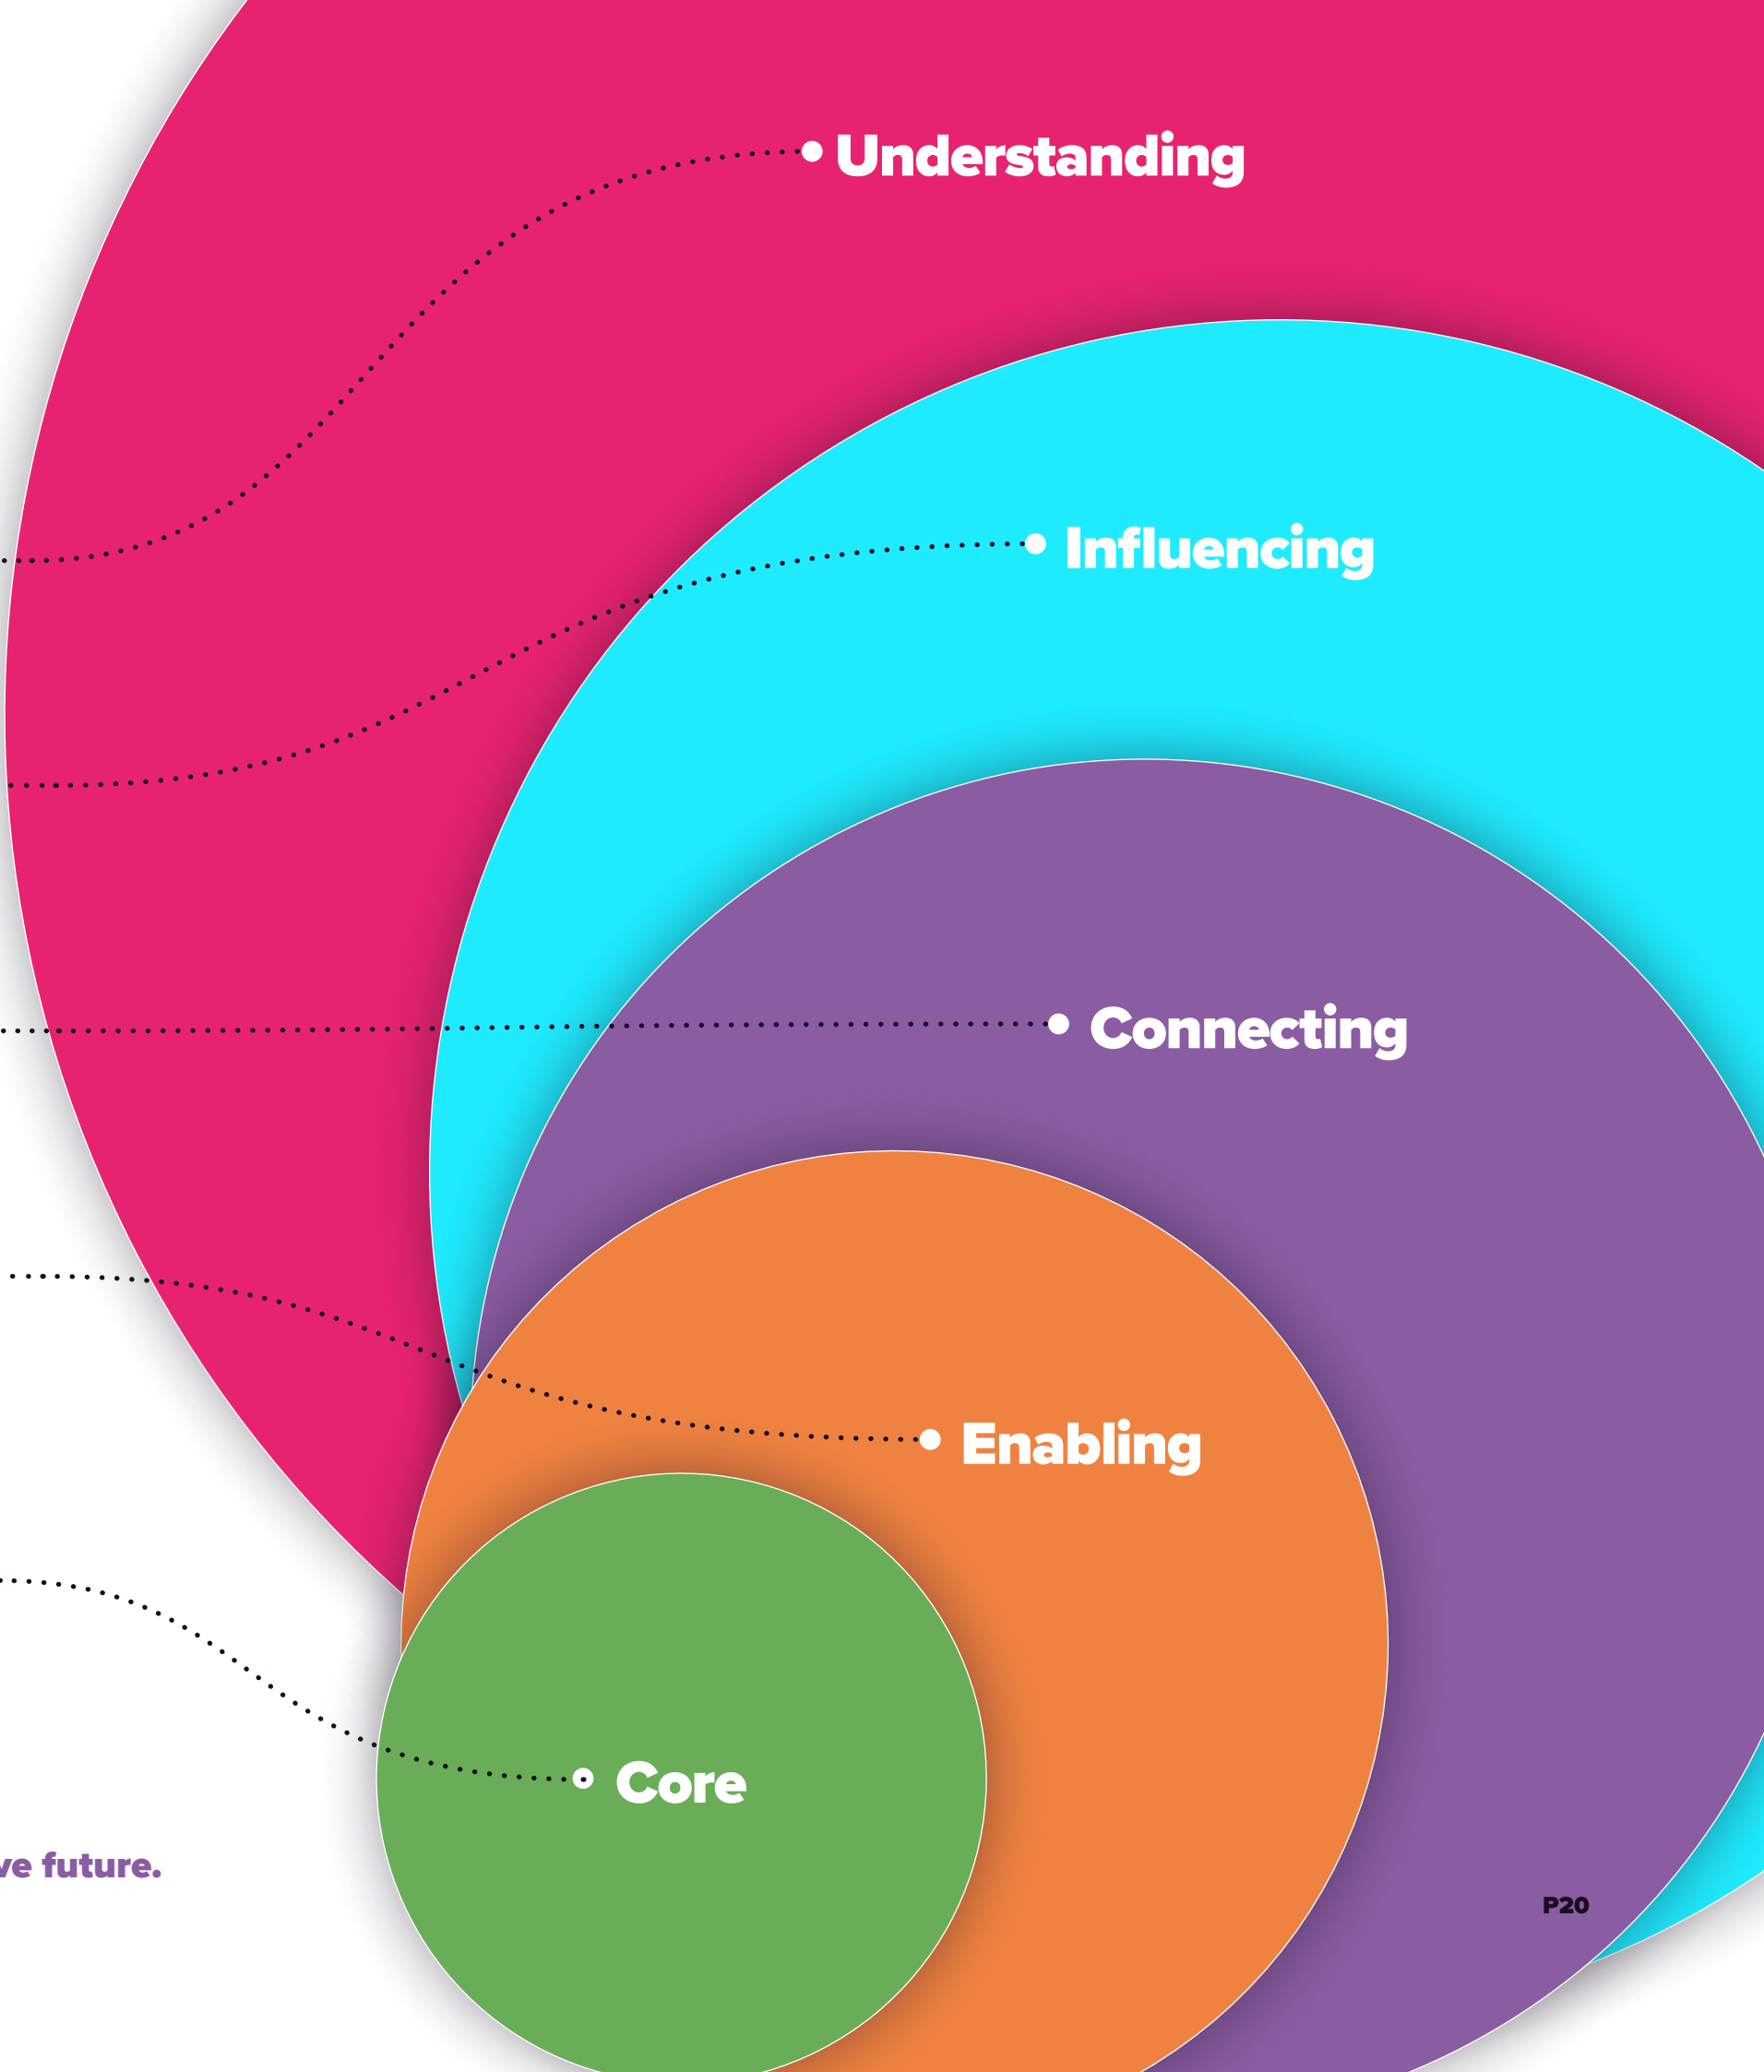 Understanding
Influencing
Connecting
Enabling
Core
ve future.
P20